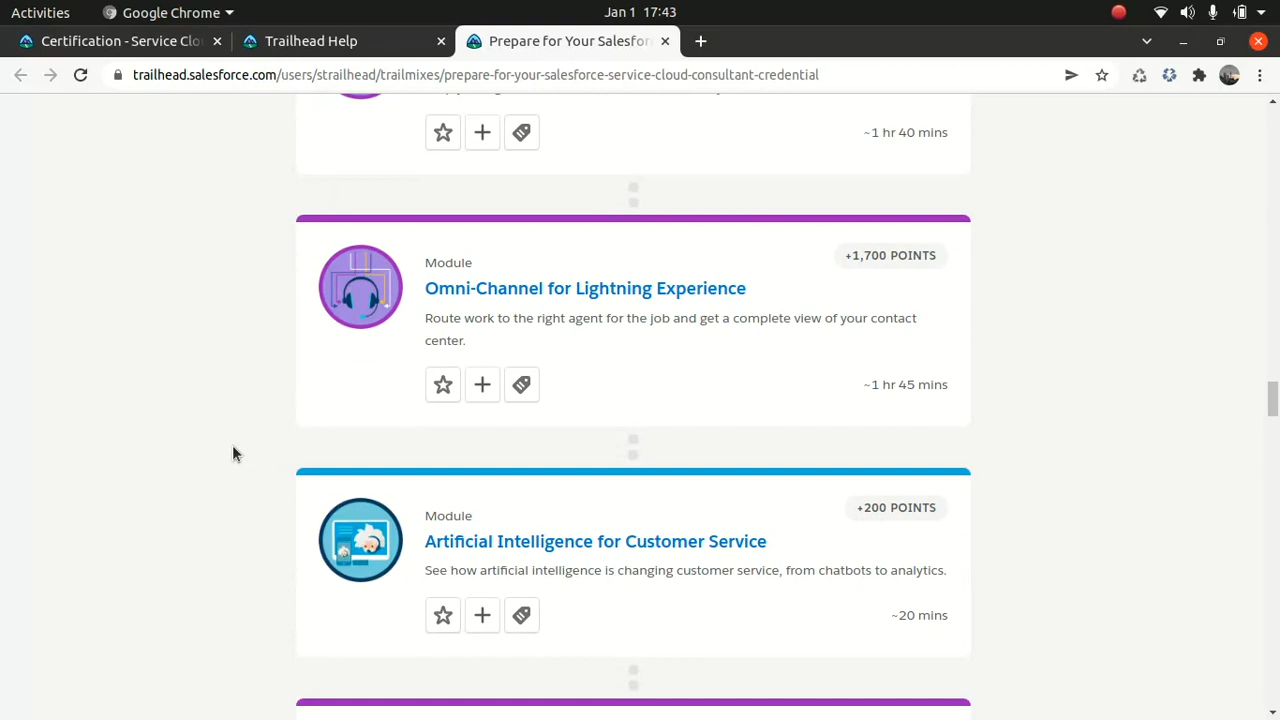 Activities
Google Chrome
Jan 1 17:43
Certification - Service Clo
Trailhead Help
Prepare for Your Salesfor
trailhead.salesforce.com/users/strailhead/trailmixes/prepare-for-your-salesforce-service-cloud-consultant-credential
~1 hr 40 mins
Module
+1,700 POINTS
Omni-Channel for Lightning Experience
Route work to the right agent for the job and get a complete view of your contact
center.
~1 hr 45 mins
Module
+200 POINTS
Artificial Intelligence for Customer Service
See how artificial intelligence is changing customer service, from chatbots to analytics.
~20 mins